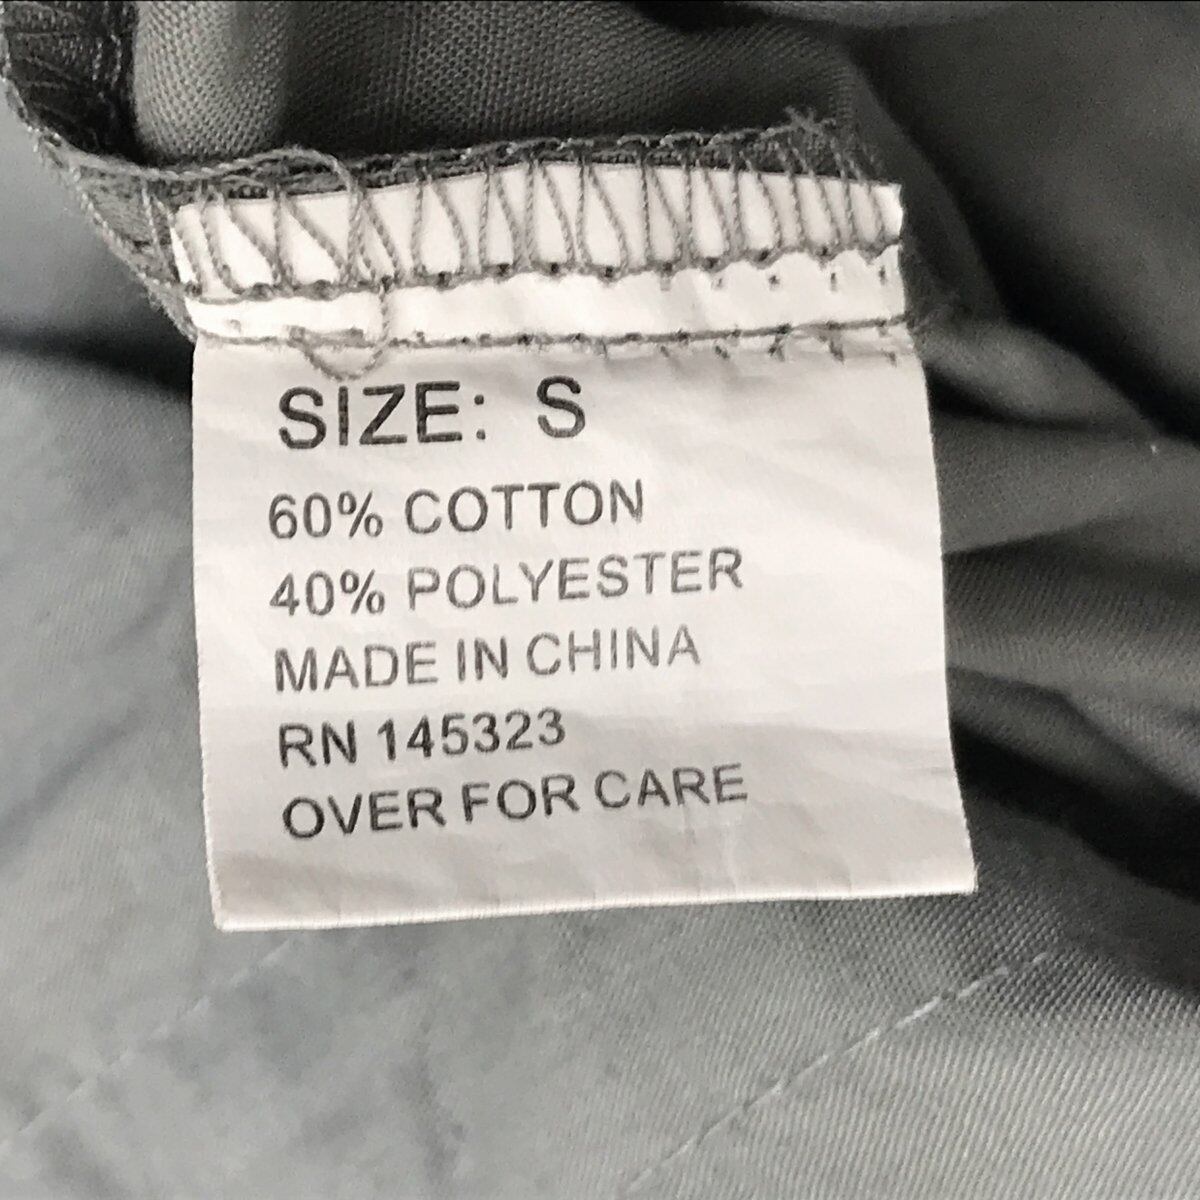 SIZE: S
60% COTTON
40% POLYESTER
MADE IN CHINA
RN 145323
OVER FOR CARE